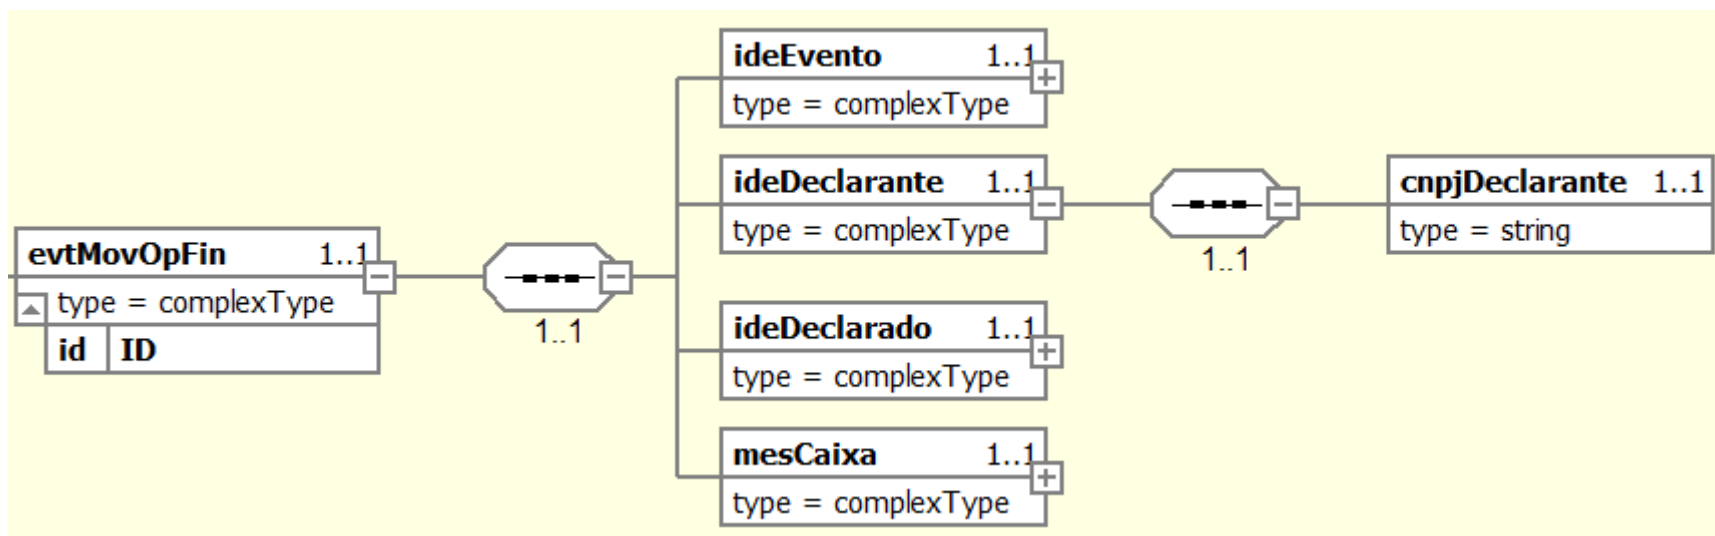 evtMovOpFin 1..1
type = complexType
id ID
1..1
ideEvento 1..1
type = complexType
ideDeclarante 1..1
type = complexType
1..1
cnpjDeclarante 1..1
type = string
ideDeclarado 1..1
type = complexType
mesCaixa 1..1
type = complexType